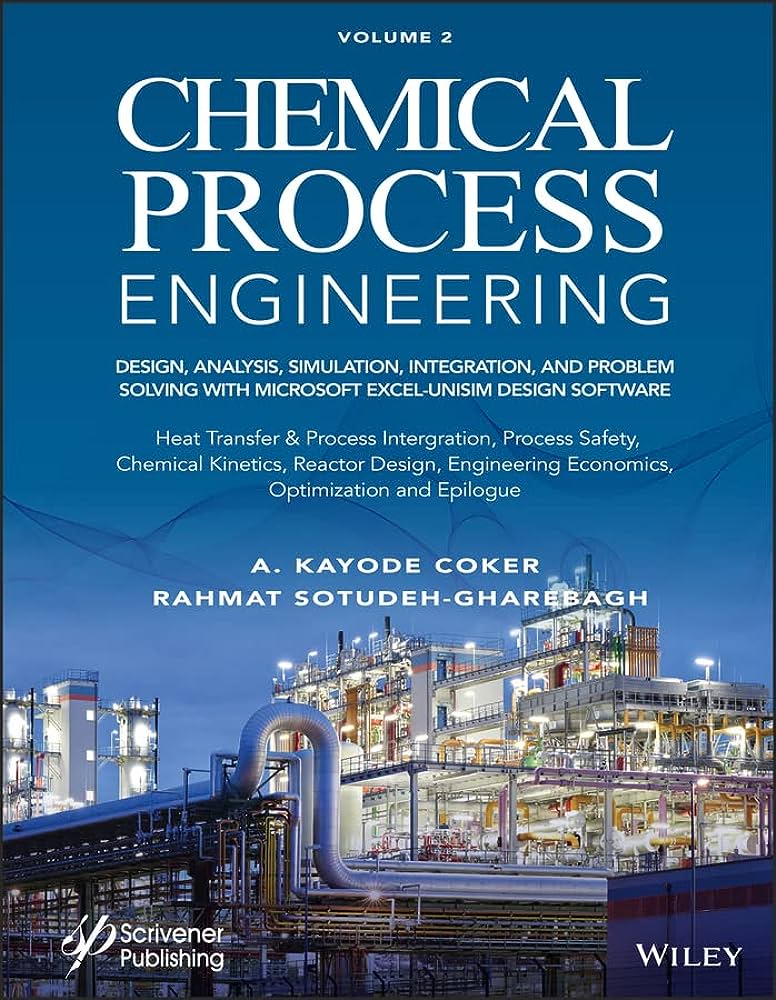 VOLUME 2
CHEMICAL
PROCESS
ENGINEERING
DESIGN, ANALYSIS, SIMULATION, INTEGRATION, AND PROBLEM
SOLVING WITH MICROSOFT EXCEL-UNISIM DESIGN SOFTWARE
Heat Transfer & Process Intergration, Process Safety,
Chemical Kinetics, Reactor Design, Engineering Economics,
Optimization and Epilogue
A. KAYODE COKER
RAHMAT SOTUDEH-GHAREBAGH
Scrivener
Publishing
WILEY